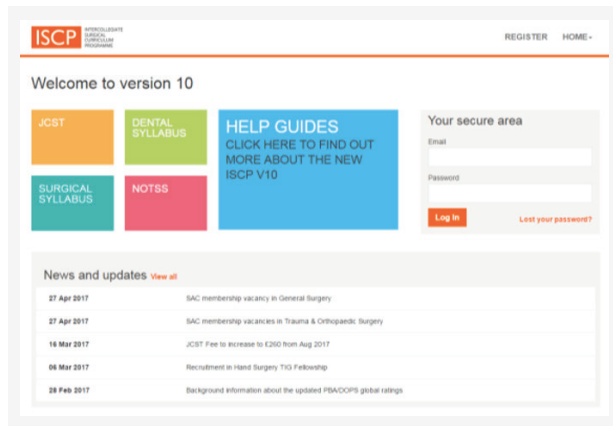 ISCP
INTERCOLLEGIATE
SURGICAL
CURRICULUM
PROGRAMME
REGISTER HOME
Welcome to version 10
JCST
DENTAL
SYLLABUS
SURGICAL
SYLLABUS
NOTSS
HELP GUIDES
CLICK HERE TO FIND OUT
MORE ABOUT THE NEW
ISCP V10
Your secure area
Email
Password
Log In Lost your password?
News and updates View all
27 Apr 2017 SAC membership vacancy in General Surgery
27 Apr 2017 SAC membership vacancies in Trauma & Orthopaedic Surgery
16 Mar 2017 JCST Fee to increase to £260 from Aug 2017
06 Mar 2017 Recruitment in Hand Surgery TIG Fellowship
28 Feb 2017 Background information about the updated PBA/DOPS global ratings